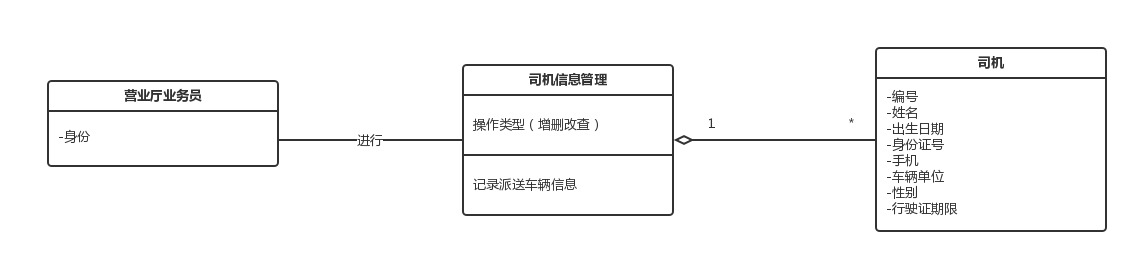 营业厅业务员
-身份
进行
司机信息管理
操作类型（增删改查）
记录派送车辆信息
1
*
司机
-编号
-姓名
-出生日期
-身份证号
-手机
-车辆单位
-性别
-行驶证期限